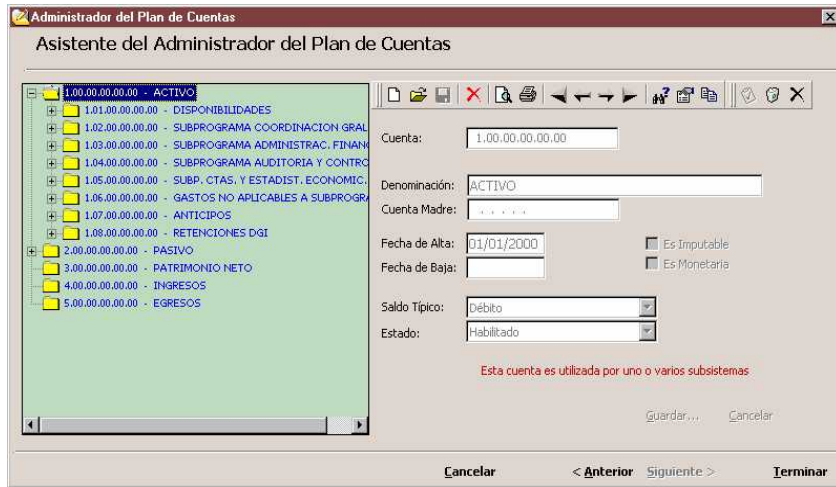 Administrador del Plan de Cuentas
Asistente del Administrador del Plan de Cuentas
1.00.00.00.00.00 - ACTIVO
1.01.00.00.00.00 - DISPONIBILIDADES
1.02.00.00.00.00 - SUBPROGRAMA COORDINACION GRAL
1.03.00.00.00.00 - SUBPROGRAMA ADMINISTRAC. FINAN
1.04.00.00.00.00 - SUBPROGRAMA AUDITORIA Y CONTRO
1.05.00.00.00.00 - SUBP. CTAS. Y ESTADIST. ECONOMIC.
1.06.00.00.00.00 - GASTOS NO APLICABLES A SUBPROGRA
1.07.00.00.00.00 - ANTICIPOS
1.08.00.00.00.00 - RETENCIONES DGI
2.00.00.00.00.00 - PASIVO
3.00.00.00.00.00 - PATRIMONIO NETO
4.00.00.00.00.00 - INGRESOS
5.00.00.00.00.00 - EGRESOS
Cuenta: 1.00.00.00.00.00
Denominación: ACTIVO
Cuenta Madre: . . . . .
Fecha de Alta: 01/01/2000 Es Imputable
Fecha de Baja: Es Monetaria
Saldo Típico: Débito
Estado: Habilitado
Esta cuenta es utilizada por uno o varios subsistemas
Guardar... Cancelar
Cancelar < Anterior Siguiente > Terminar